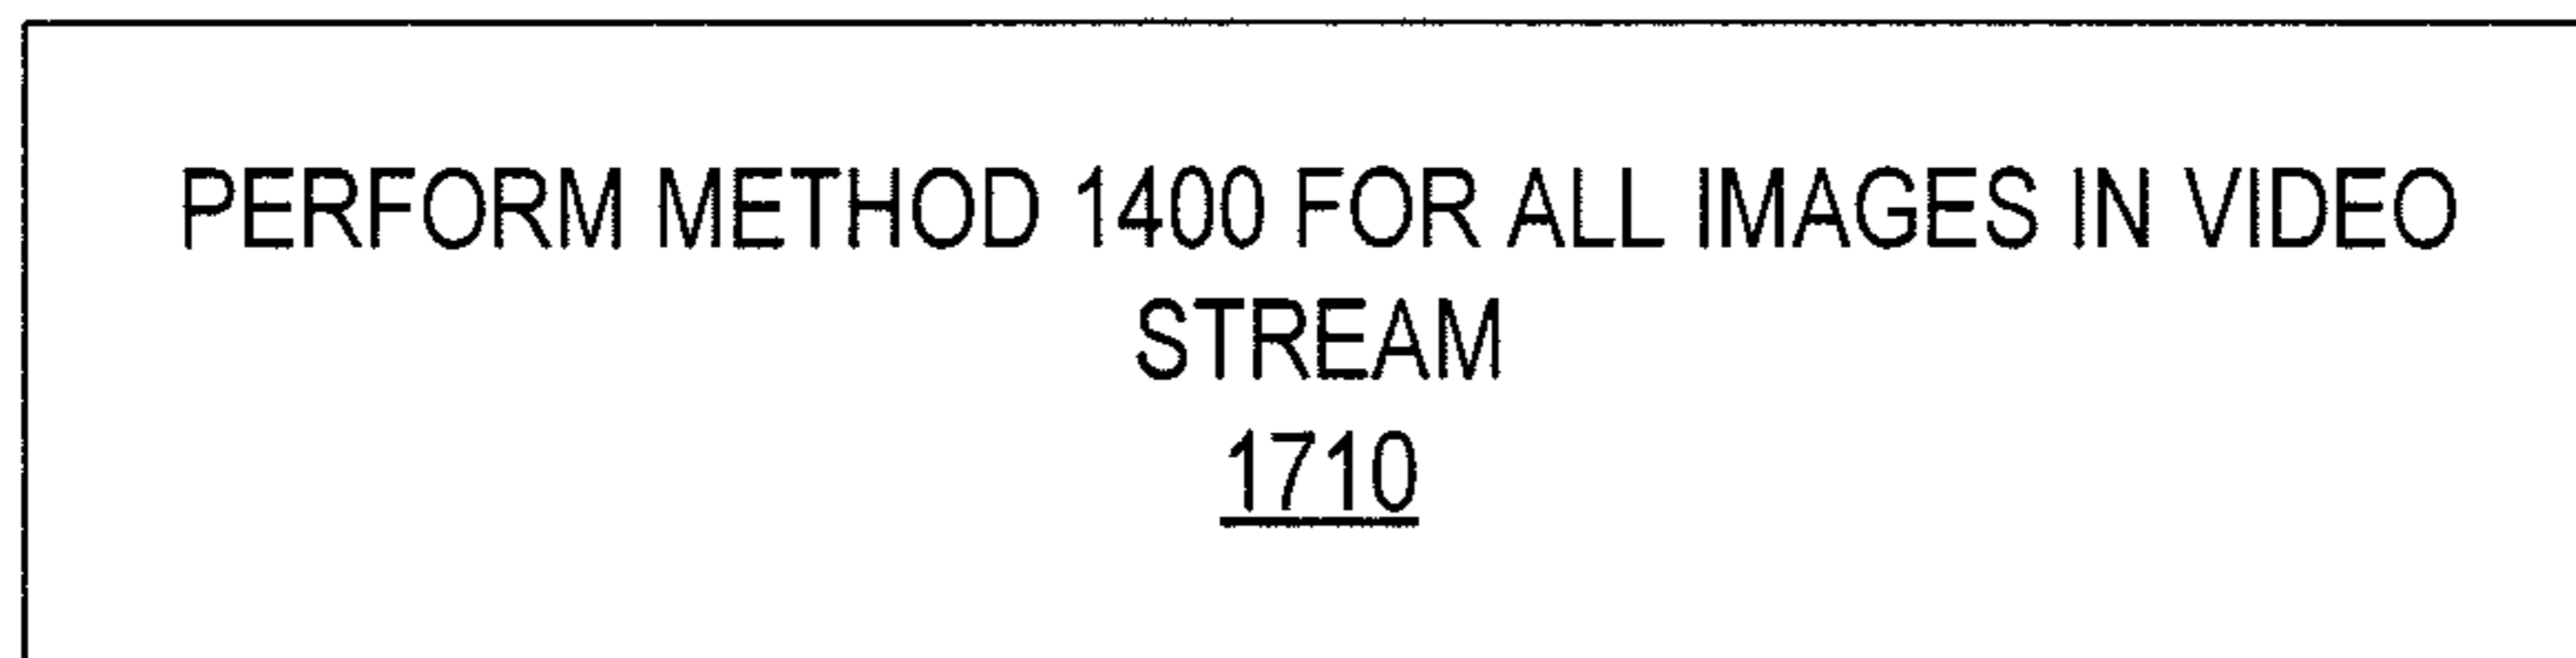 PERFORM METHOD 1400 FOR ALL IMAGES IN VIDEO
STREAM
1710